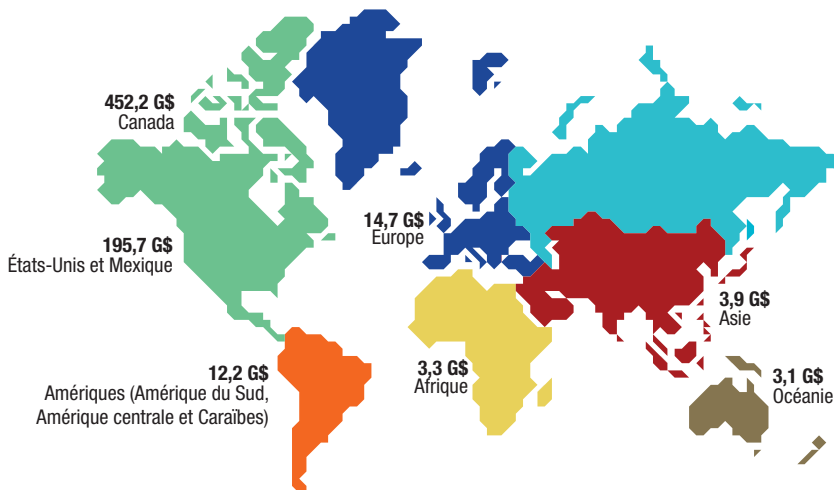 452,2 G$
Canada
195,7 G$
États-Unis et Mexique
12,2 G$
Amériques (Amérique du Sud,
Amérique centrale et Caraïbes)
14,7 G$
Europe
3,3 G$
Afrique
3,9 G$
Asie
3,1 G$
Océanie